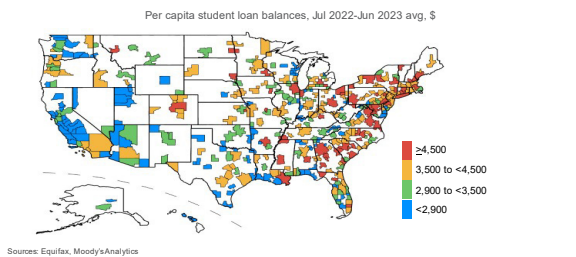 Per capita student loan balances, Jul 2022-Jun 2023 avg, $
≥4,500
3,500 to <4,500
2,900 to <3,500
<2,900
Sources: Equifax, Moody'sAnalytics